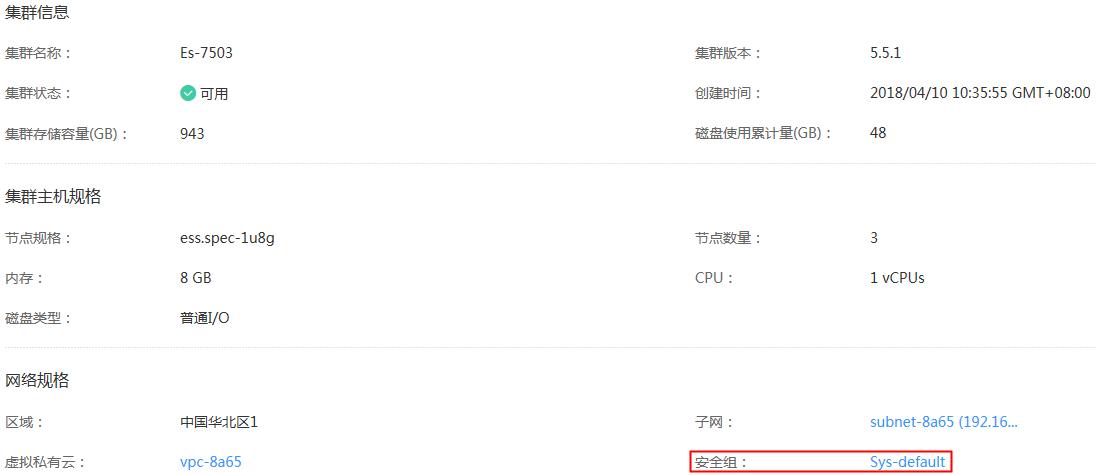 集群信息
集群名称： Es-7503 集群版本： 5.5.1
集群状态： 可用 创建时间： 2018/04/10 10:35:55 GMT+08:00
集群存储容量(GB)： 943 磁盘使用累计量(GB)： 48
集群主机规格
节点规格： ess.spec-1u8g 节点数量： 3
内存： 8 GB CPU： 1 vCPUs
磁盘类型： 普通I/O
网络规格
区域： 中国华北区1 子网： subnet-8a65 (192.16...
虚拟私有云： vpc-8a65 安全组： Sys-default